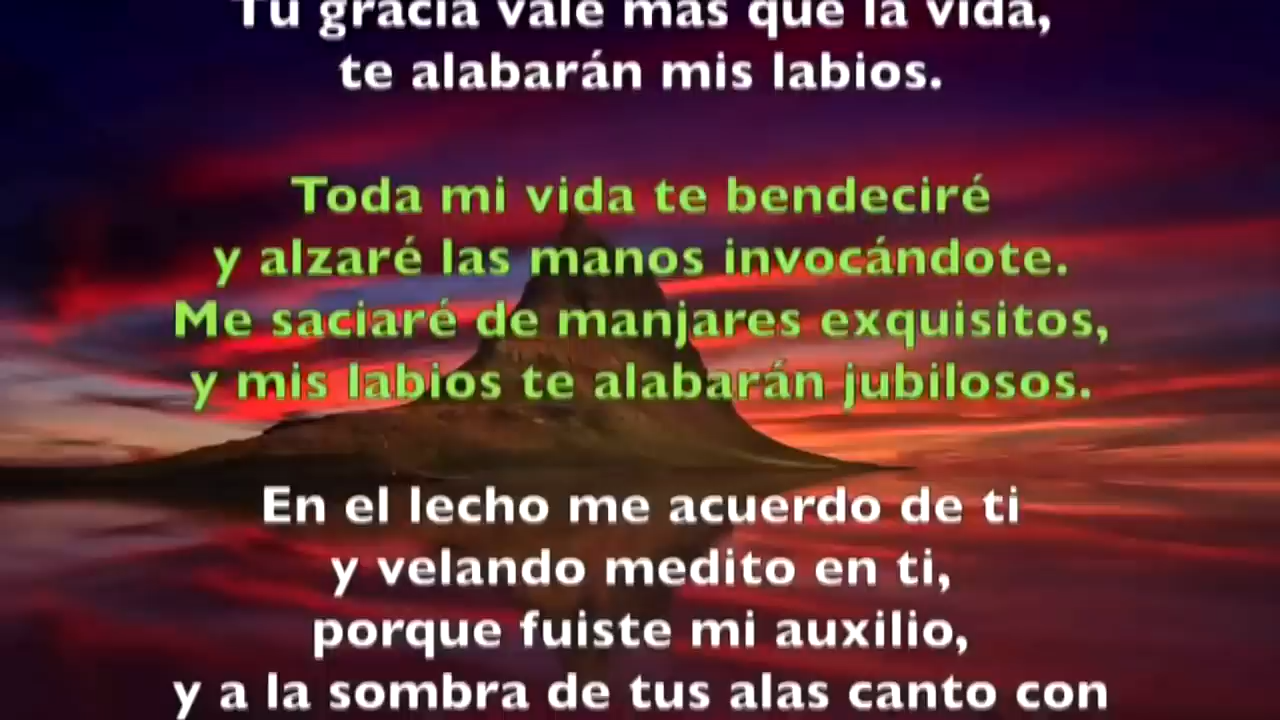 Tu gracia vale más que la vida,
te alabarán mis labios.
Toda mi vida te bendeciré
y alzaré las manos invocándote.
Me saciaré de manjares exquisitos,
y mis labios te alabarán jubilosos.
En el lecho me acuerdo de ti
y velando medito en ti,
porque fuiste mi auxilio,
y a la sombra de tus alas canto con